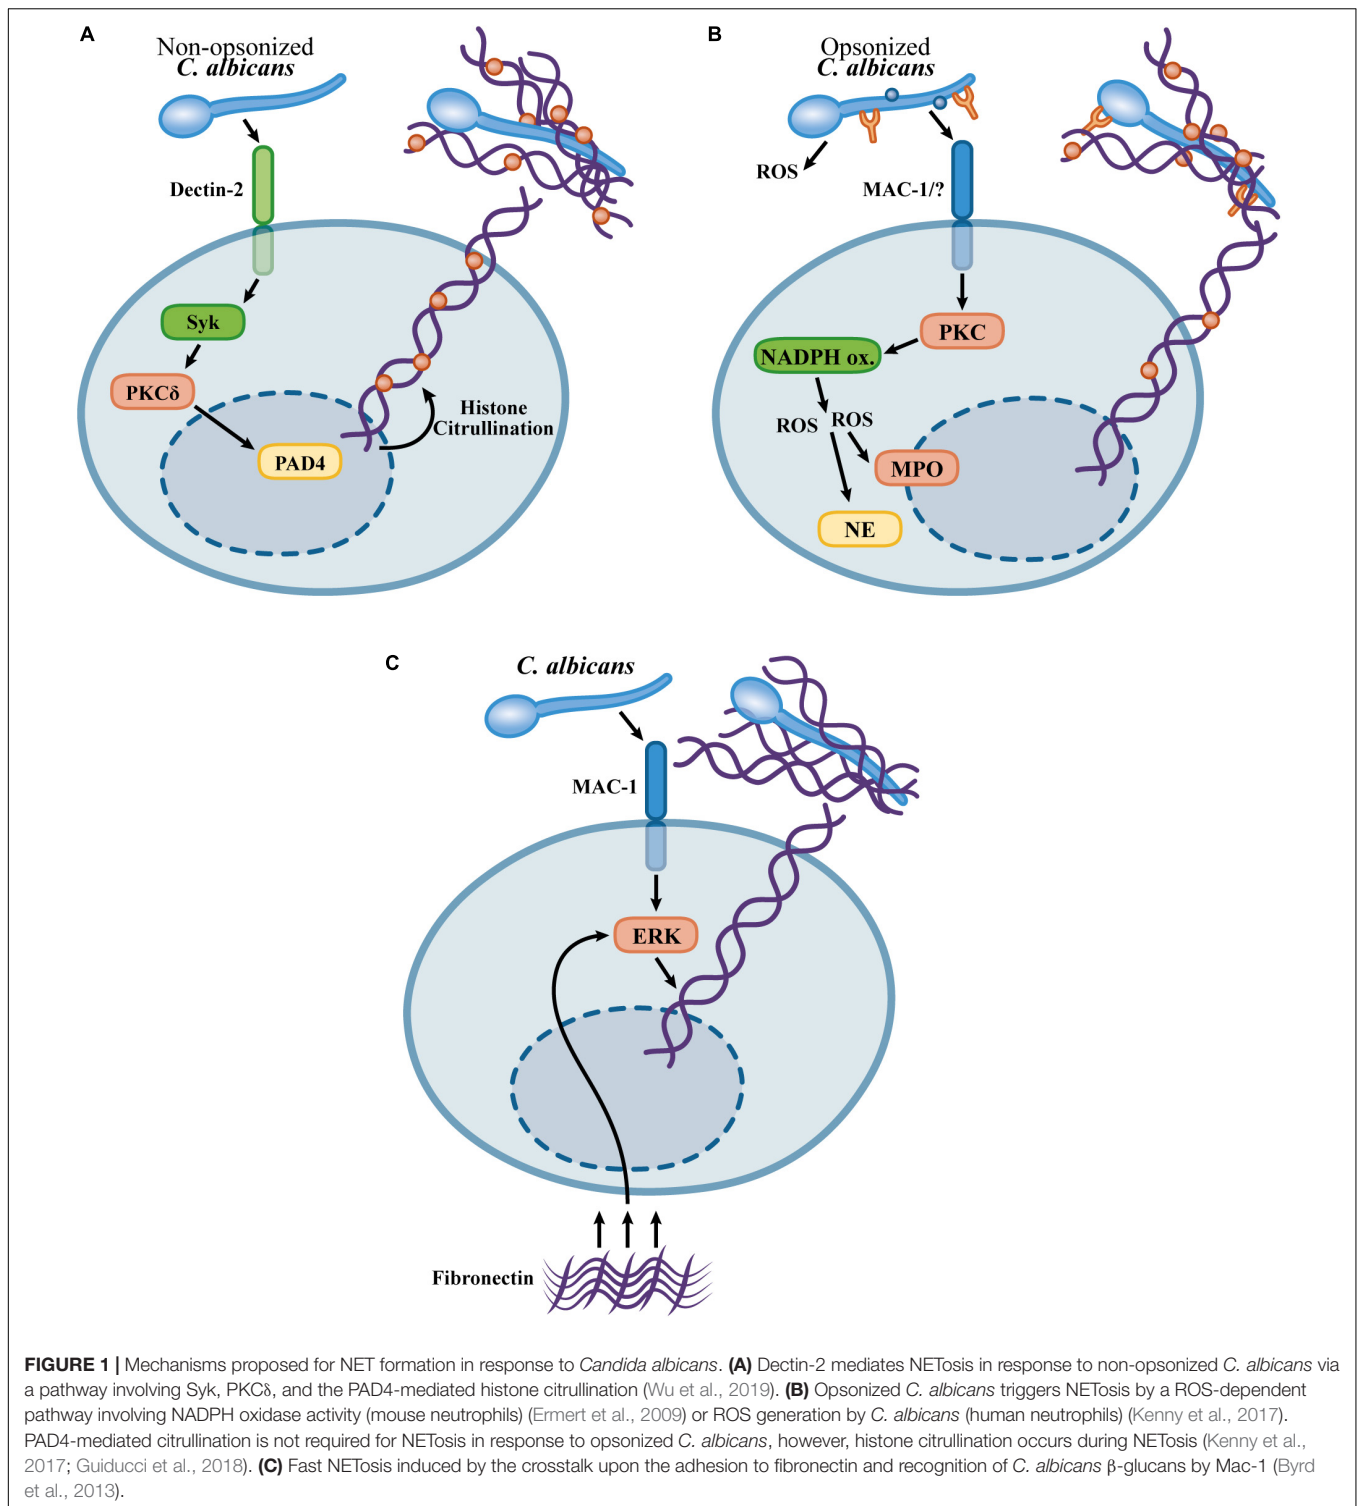 A
Non-opsonized
C. albicans
Dectin-2
Syk
PKCδ
PAD4
Histone
Citrullination
B
Opsonized
C. albicans
ROS
MAC-1/?
PKC
NADPH ox.
ROS ROS
MPO
NE
C
C. albicans
MAC-1
ERK
Fibronectin
FIGURE 1 | Mechanisms proposed for NET formation in response to Candida albicans. (A) Dectin-2 mediates NETosis in response to non-opsonized C. albicans via
a pathway involving Syk, PKCδ, and the PAD4-mediated histone citrullination (Wu et al., 2019). (B) Opsonized C. albicans triggers NETosis by a ROS-dependent
pathway involving NADPH oxidase activity (mouse neutrophils) (Ermert et al., 2009) or ROS generation by C. albicans (human neutrophils) (Kenny et al., 2017).
PAD4-mediated citrullination is not required for NETosis in response to opsonized C. albicans, however, histone citrullination occurs during NETosis (Kenny et al.,
2017; Guiducci et al., 2018). (C) Fast NETosis induced by the crosstalk upon the adhesion to fibronectin and recognition of C. albicans β-glucans by Mac-1 (Byrd
et al., 2013).